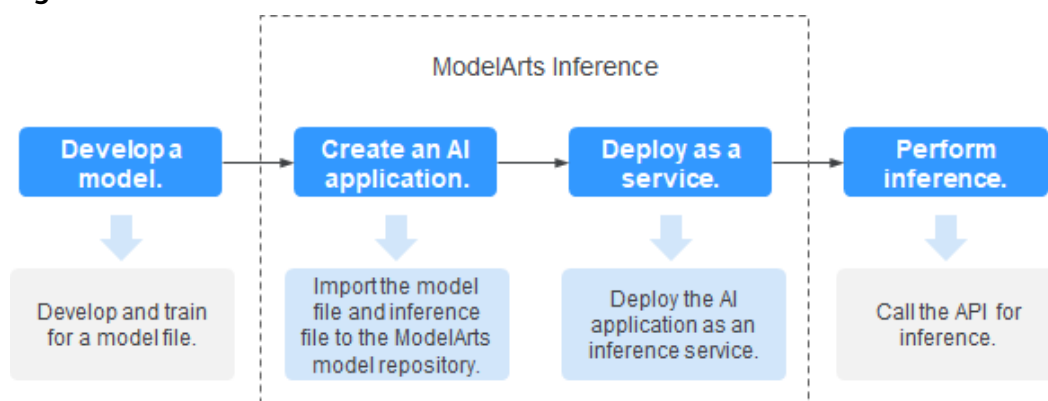 ModelArts Inference
Develop a
model.
Create an AI
application.
Deploy as a
service.
Perform
inference.
Develop and train
for a model file.
Import the model
file and inference
file to the ModelArts
model repository.
Deploy the AI
application as an
inference service.
Call the API for
inference.